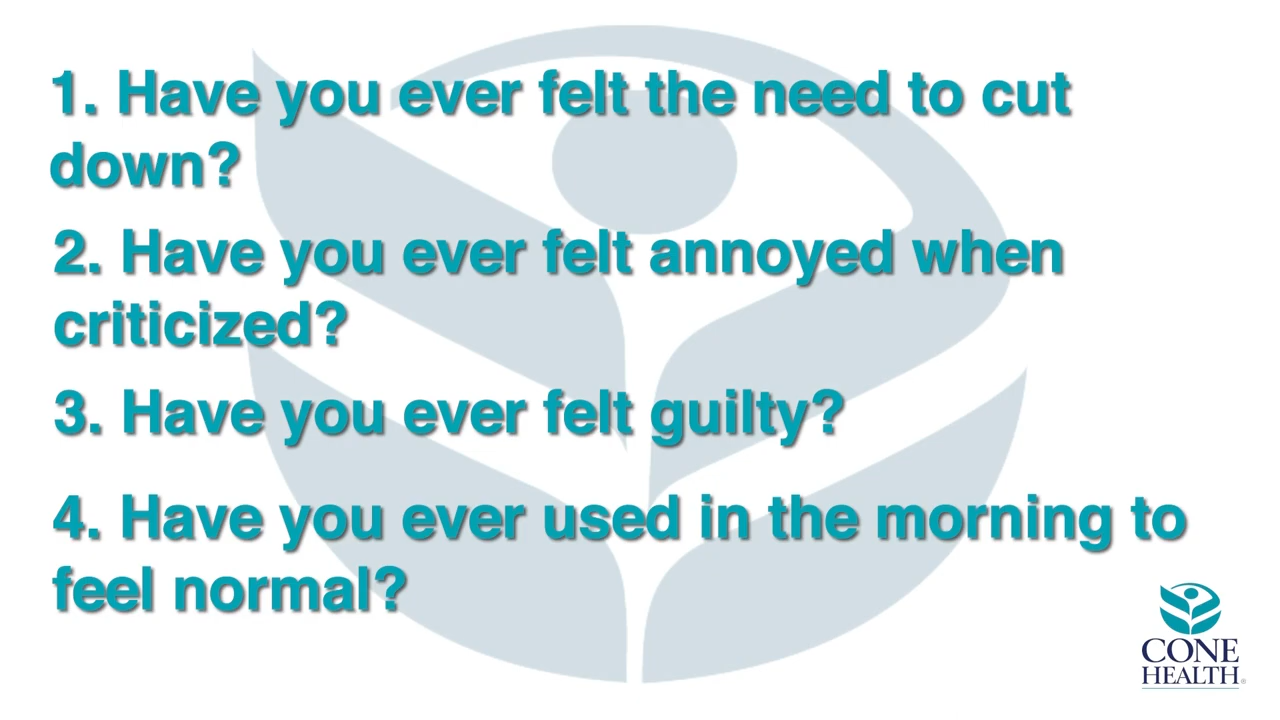 1. Have you ever felt the need to cut
down?
2. Have you ever felt annoyed when
criticized?
3. Have you ever felt guilty?
4. Have you ever used in the morning to
feel normal?
CONE
HEALTH®